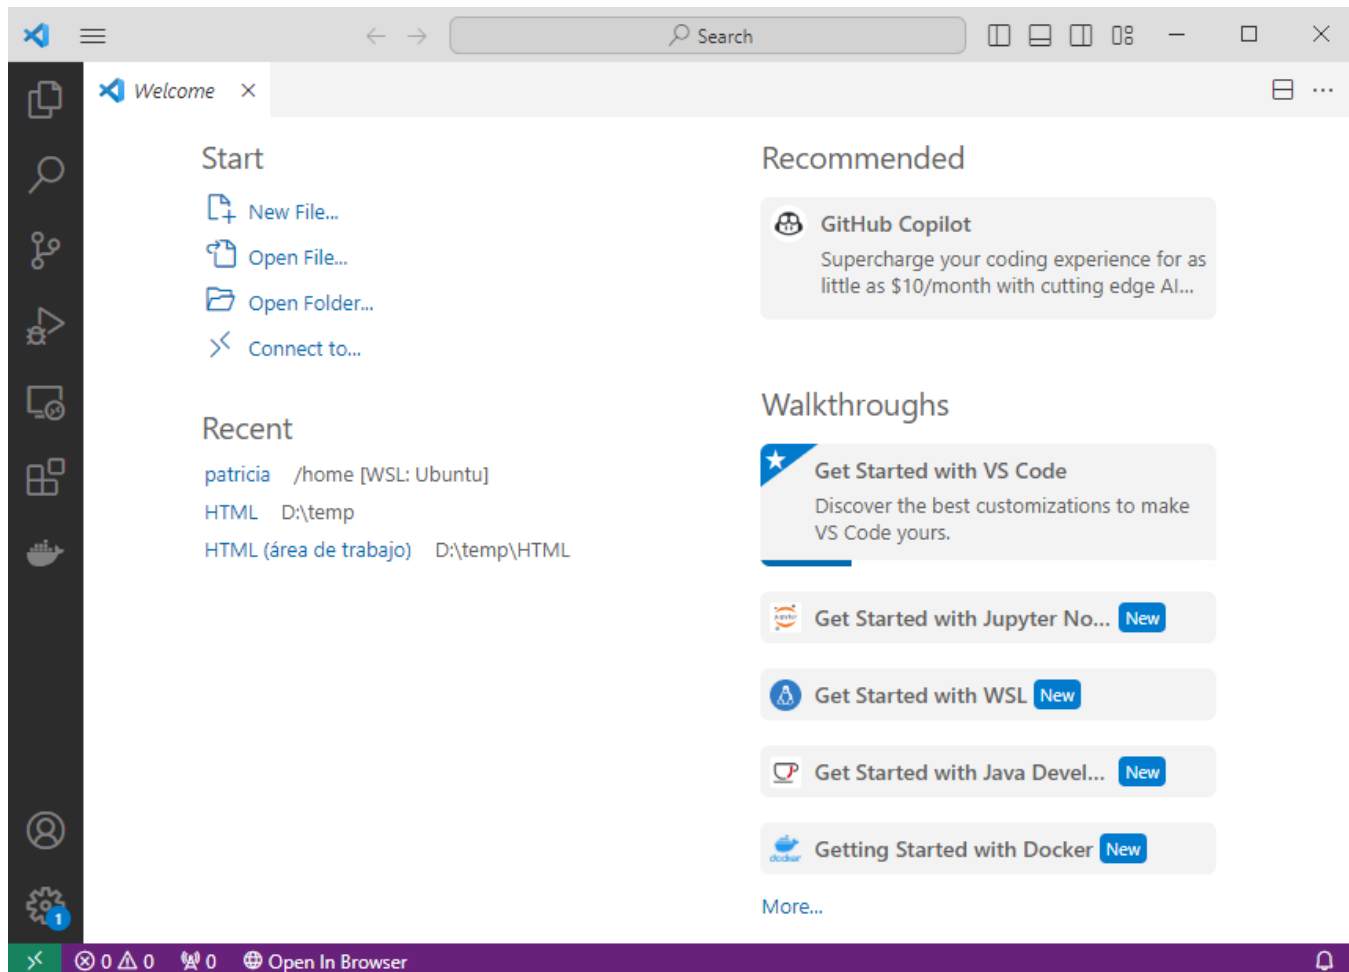 Search
Welcome
Start
New File...
Open File...
Open Folder...
Connect to...
Recent
patricia /home [WSL: Ubuntu]
HTML D:\temp
HTML (área de trabajo) D:\temp\HTML
Recommended
GitHub Copilot
Supercharge your coding experience for as
little as $10/month with cutting edge AI...
Walkthroughs
Get Started with VS Code
Discover the best customizations to make
VS Code yours.
Get Started with Jupyter No... New
Get Started with WSL New
Get Started with Java Devel... New
Getting Started with Docker New
More...
1
0 0 0 Open In Browser